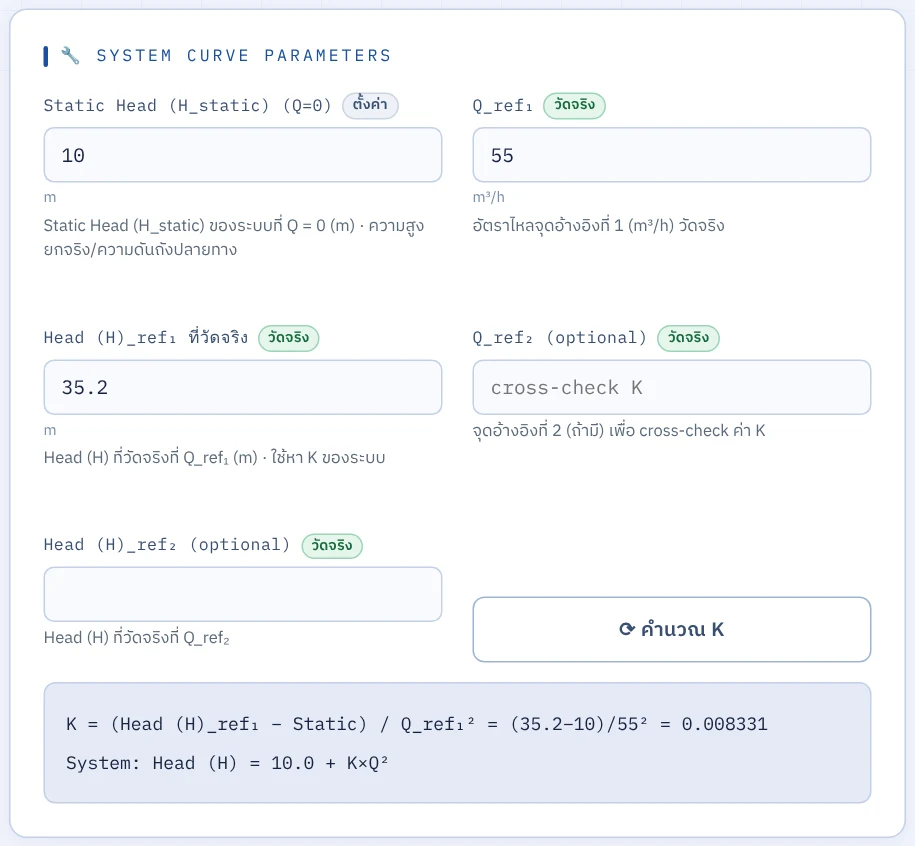 🔧 SYSTEM CURVE PARAMETERS
Static Head (H_static) (Q=0) ตั้งค่า
10
m
Static Head (H_static) ของระบบที่ Q = 0 (m) · ความสูง
ยกจริง/ความดันถังปลายทาง
Q_ref₁ วัดจริง
55
m³/h
อัตราไหลจุดอ้างอิงที่ 1 (m³/h) วัดจริง
Head (H)_ref₁ ที่วัดจริง วัดจริง
35.2
m
Head (H) ที่วัดจริงที่ Q_ref₁ (m) · ใช้หา K ของระบบ
Q_ref₂ (optional) วัดจริง
cross-check K
จุดอ้างอิงที่ 2 (ถ้ามี) เพื่อ cross-check ค่า K
Head (H)_ref₂ (optional) วัดจริง
Head (H) ที่วัดจริงที่ Q_ref₂
⟳ คำนวณ K
K = (Head (H)_ref₁ − Static) / Q_ref₁² = (35.2−10)/55² = 0.008331
System: Head (H) = 10.0 + K×Q²